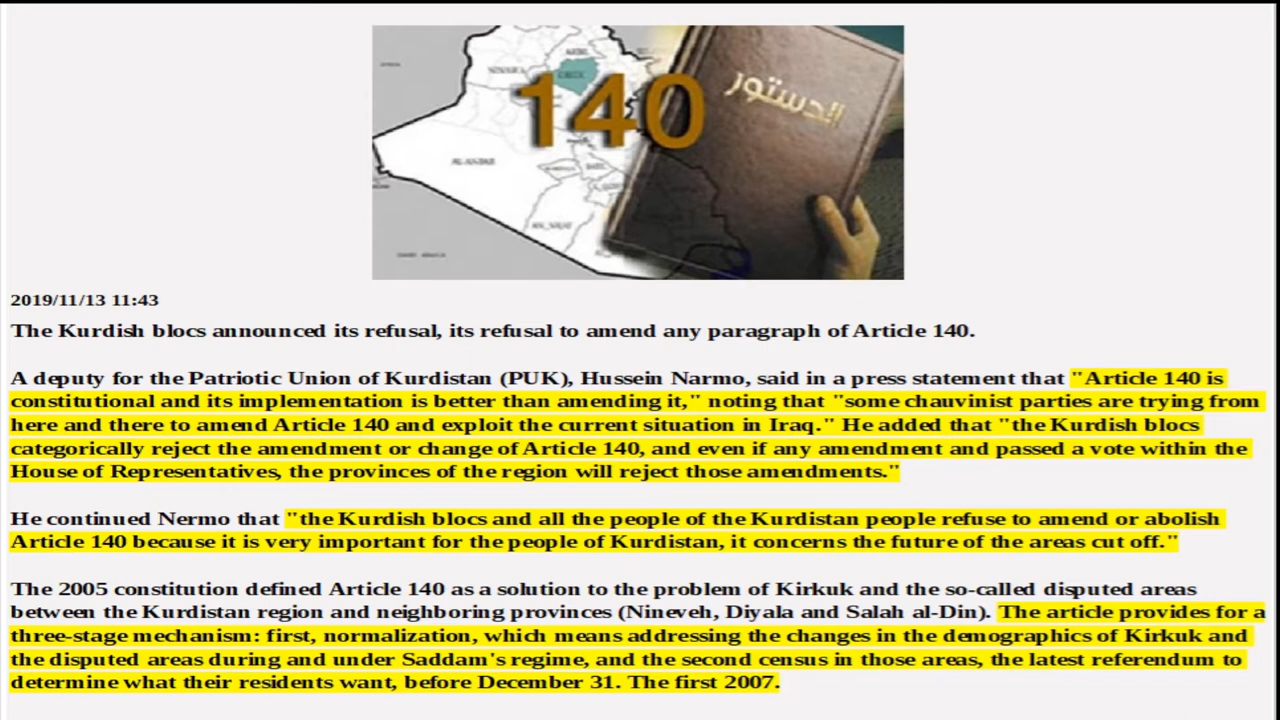 140
الدستور
AL-ANBAR
2019/11/13 11:43
The Kurdish blocs announced its refusal, its refusal to amend any paragraph of Article 140.
A deputy for the Patriotic Union of Kurdistan (PUK), Hussein Narmo, said in a press statement that "Article 140 is
constitutional and its implementation is better than amending it," noting that "some chauvinist parties are trying from
here and there to amend Article 140 and exploit the current situation in Iraq." He added that "the Kurdish blocs
categorically reject the amendment or change of Article 140, and even if any amendment and passed a vote within the
House of Representatives, the provinces of the region will reject those amendments."
He continued Nermo that "the Kurdish blocs and all the people of the Kurdistan people refuse to amend or abolish
Article 140 because it is very important for the people of Kurdistan, it concerns the future of the areas cut off."
The 2005 constitution defined Article 140 as a solution to the problem of Kirkuk and the so-called disputed areas
between the Kurdistan region and neighboring provinces (Nineveh, Diyala and Salah al-Din). The article provides for a
three-stage mechanism: first, normalization, which means addressing the changes in the demographics of Kirkuk and
the disputed areas during and under Saddam's regime, and the second census in those areas, the latest referendum to
determine what their residents want, before December 31. The first 2007.